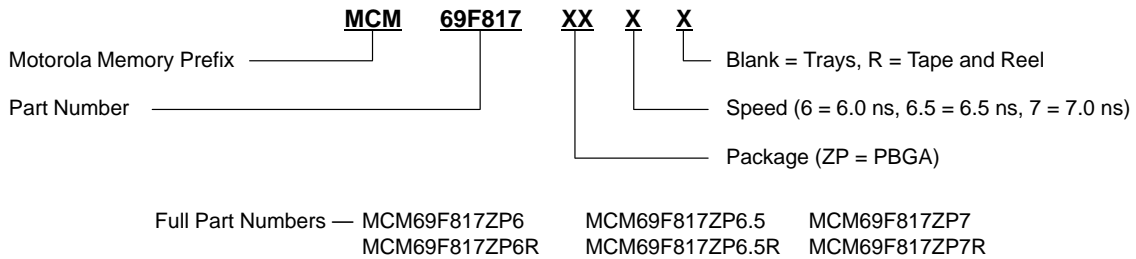 MCM 69F817 XX X X
Motorola Memory Prefix Blank = Trays, R = Tape and Reel
Part Number Speed (6 = 6.0 ns, 6.5 = 6.5 ns, 7 = 7.0 ns)
Package (ZP = PBGA)
Full Part Numbers — MCM69F817ZP6 MCM69F817ZP6.5 MCM69F817ZP7
MCM69F817ZP6R MCM69F817ZP6.5R MCM69F817ZP7R